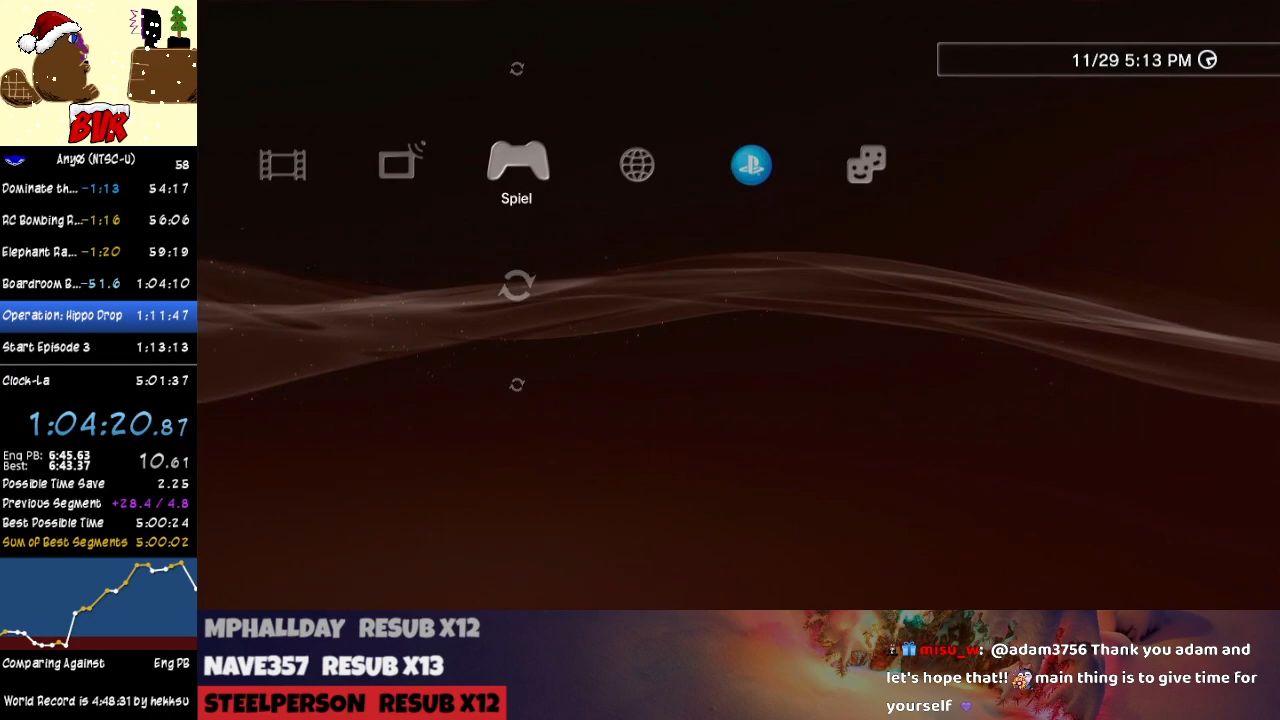 BVR
Any% (NTSC-U) 58
Dominate th... -1:13 54:17
RC Bombing R... -1:16 56:06
Elephant Ra... -1:20 59:19
Boardroom B... -51.6 1:04:10
Operation: Hippo Drop 1:11:47
Start Episode 3 1:13:13
Clock-La 5:01:37
1:04:20.87
Eng PB: 6:45.63
Best: 6:43.37
10.61
Possible Time Save 2.25
Previous Segment +28.4 / 4.8
Best Possible Time 5:00:24
Sum of Best Segments 5:00:02
Comparing Against Eng PB
World Record is 4:48:31 by hekksu
11/29 5:13 PM
Spiel
MPHALLDAY RESUB X12
NAVE357 RESUB X13
STEELPERSON RESUB X12
misu_w: @adam3756 Thank you adam and
let's hope that!! main thing is to give time for
yourself